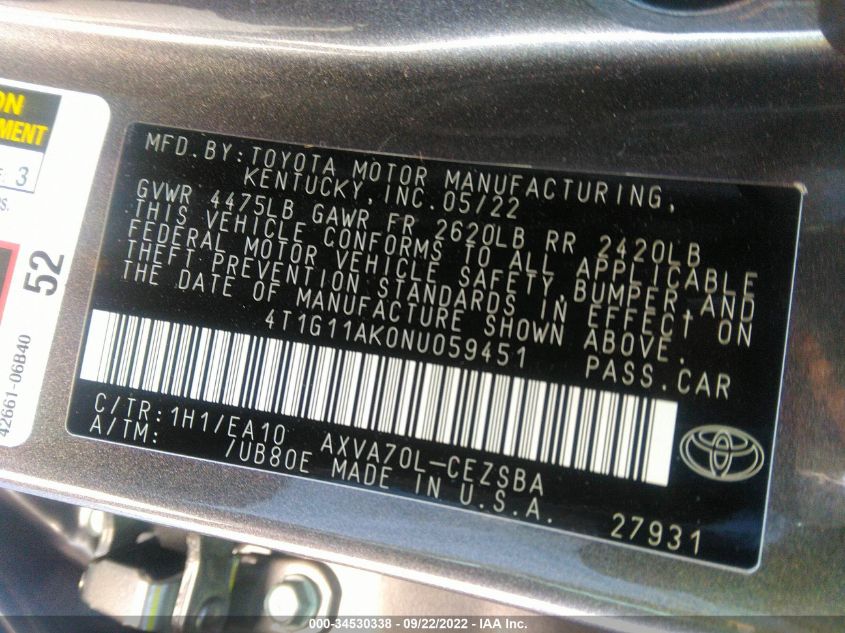 ON
MENT
3
S.
52
42661-06B40
MFD.BY:TOYOTA MOTOR MANUFACTURING,
KENTUCKY,INC.05/22
GVWR 4475LB GAWR FR 2620LB RR 2420LB
THIS VEHICLE CONFORMS TO ALL APPLICABLE
FEDERAL MOTOR VEHICLE SAFETY,BUMPER,AND
THEFT PREVENTION STANDARDS IN EFFECT ON
THE DATE OF MANUFACTURE SHOWN ABOVE.
4T1G11AK0NU059451 PASS.CAR
C/TR:1H1/EA10 AXVA70L-CEZSBA
A/TM: /UB80E MADE IN U.S.A.
27931
000-34530338 - 09/22/2022 - IAA Inc.